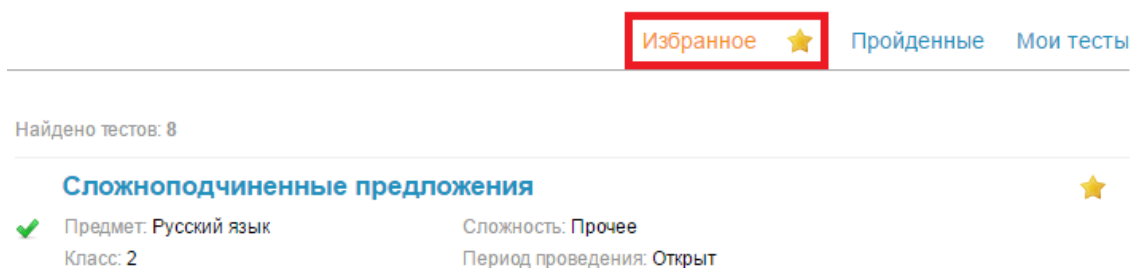 Избранное Пройденные Мои тесты
Найдено тестов: 8
Сложноподчиненные предложения
Предмет: Русский язык Сложность: Прочее
Класс: 2 Период проведения: Открыт